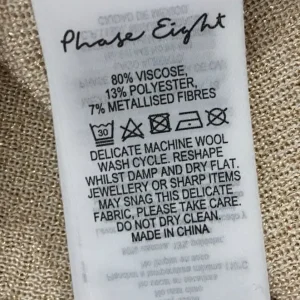 Phase Eight
80% VISCOSE,
13% POLYESTER,
7% METALLISED FIBRES
30
DELICATE MACHINE WOOL
WASH CYCLE. RESHAPE
WHILST DAMP AND DRY FLAT.
JEWELLERY OR SHARP ITEMS
MAY SNAG THIS DELICATE
FABRIC, PLEASE TAKE CARE.
DO NOT DRY CLEAN.
MADE IN CHINA